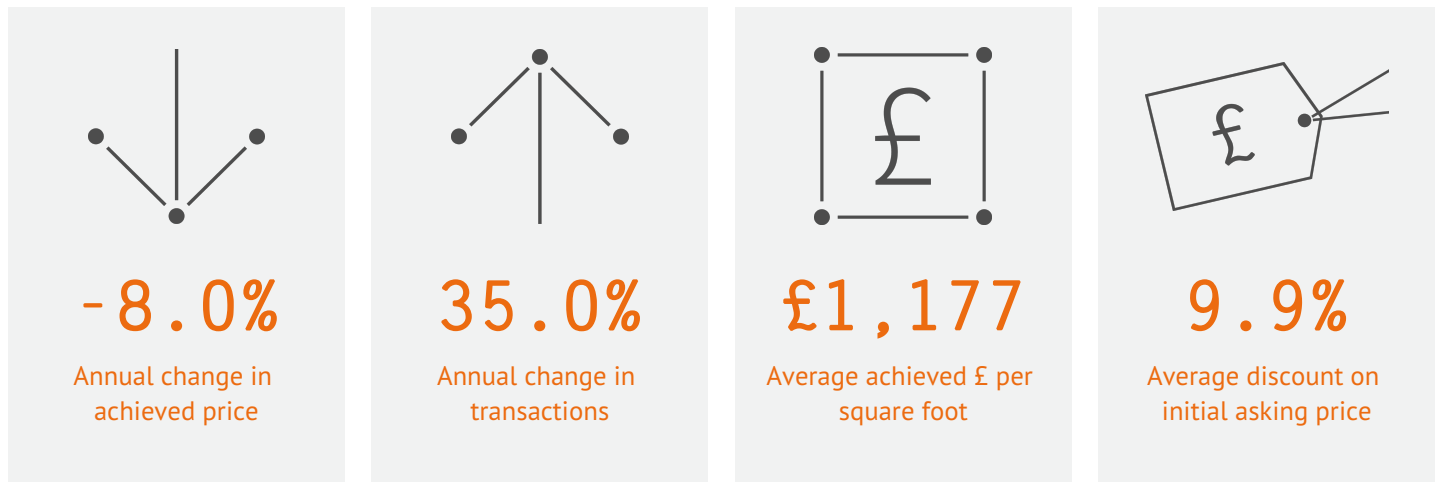 -8.0%
Annual change in
achieved price
35.0%
Annual change in
transactions
£
£1,177
Average achieved £ per
square foot
£
9.9%
Average discount on
initial asking price